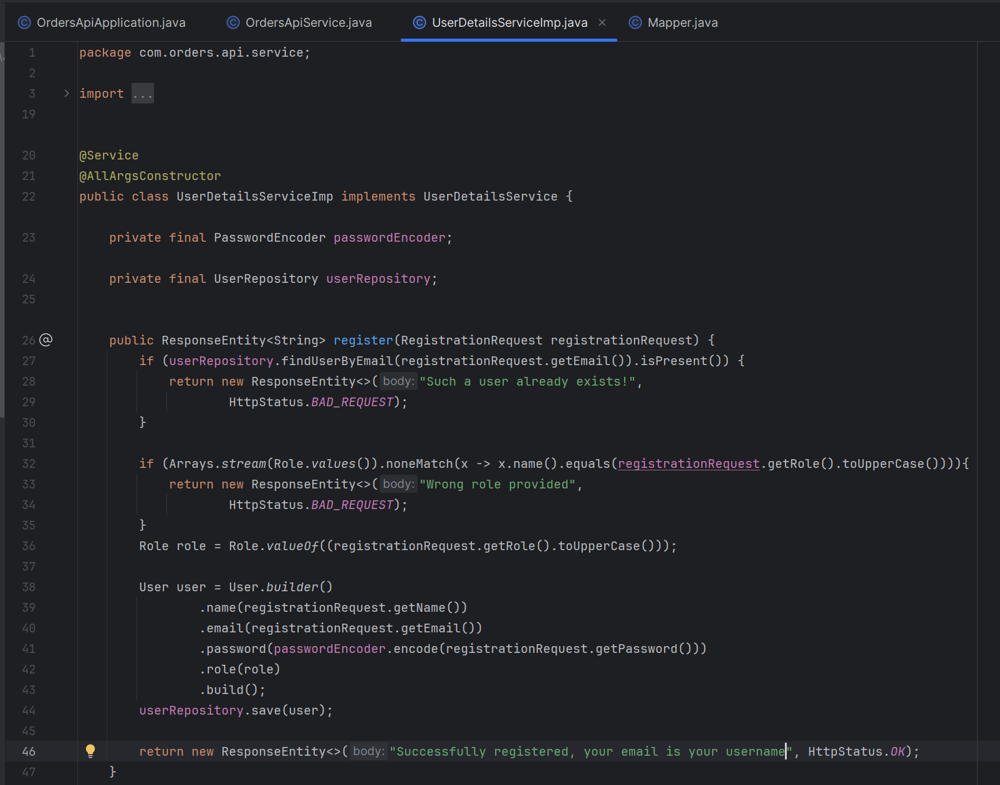 OrdersApiApplication.java OrdersApiService.java UserDetailsServiceImp.java Mapper.java
1 package com.orders.api.service;
2
3 import ...
19
20 @Service
21 @AllArgsConstructor
22 public class UserDetailsServiceImp implements UserDetailsService {
23     private final PasswordEncoder passwordEncoder;
24     private final UserRepository userRepository;
25
26     public ResponseEntity<String> register(RegistrationRequest registrationRequest) {
27         if (userRepository.findUserByEmail(registrationRequest.getEmail()).isPresent()) {
28             return new ResponseEntity<>( body: "Such a user already exists!",
29                     HttpStatus.BAD_REQUEST);
30         }
31
32         if (Arrays.stream(Role.values()).noneMatch(x -> x.name().equals(registrationRequest.getRole().toUpperCase()))){
33             return new ResponseEntity<>( body: "Wrong role provided",
34                     HttpStatus.BAD_REQUEST);
35         }
36         Role role = Role.valueOf((registrationRequest.getRole().toUpperCase()));
37
38         User user = User.builder()
39                 .name(registrationRequest.getName())
40                 .email(registrationRequest.getEmail())
41                 .password(passwordEncoder.encode(registrationRequest.getPassword()))
42                 .role(role)
43                 .build();
44         userRepository.save(user);
45
46         return new ResponseEntity<>( body: "Successfully registered, your email is your username", HttpStatus.OK);
47     }